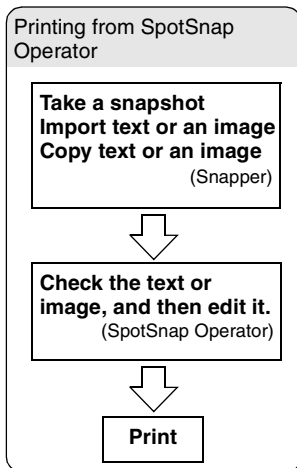 Printing from SpotSnap
Operator
Take a snapshot
Import text or an image
Copy text or an image
(Snapper)
Check the text or
image, and then edit it.
(SpotSnap Operator)
Print